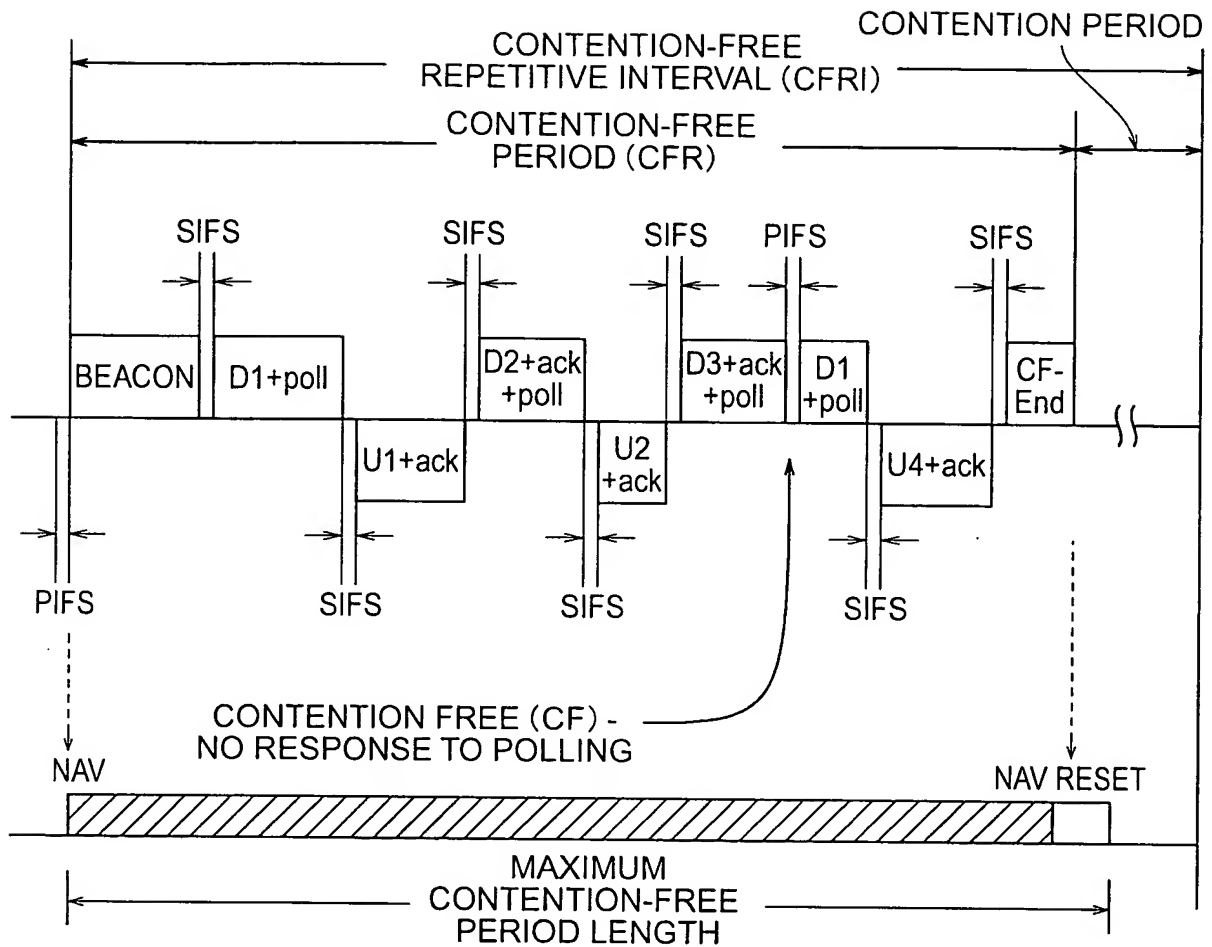 CONTENTION PERIOD
CONTENTION-FREE
REPETITIVE INTERVAL (CFRI)
CONTENTION-FREE
PERIOD (CFR)
SIFS
SIFS
SIFS
PIFS
SIFS
BEACON
D1+poll
D2+ack
+poll
D3+ack
+poll
D1
+poll
CF-
End
U1+ack
U2
+ack
U4+ack
PIFS
SIFS
SIFS
SIFS
CONTENTION FREE (CF) -
NO RESPONSE TO POLLING
NAV
NAV RESET
MAXIMUM
CONTENTION-FREE
PERIOD LENGTH